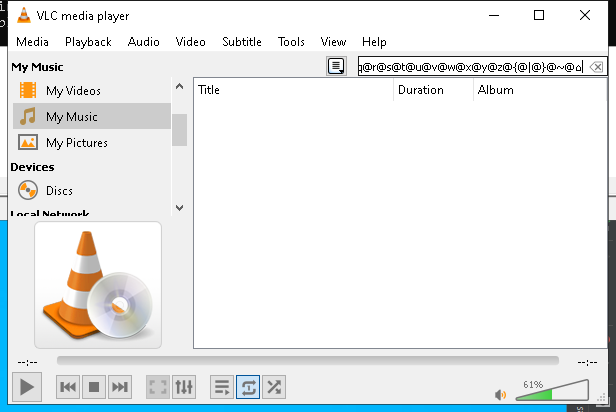 VLC media player
Media Playback Audio Video Subtitle Tools View Help
My Music
q@r@s@t@u@v@w@x@y@z@{@|@}@~@⌂
My Videos
My Music
My Pictures
Devices
Discs
Local Network
Title Duration Album
--:-- --:--
61%